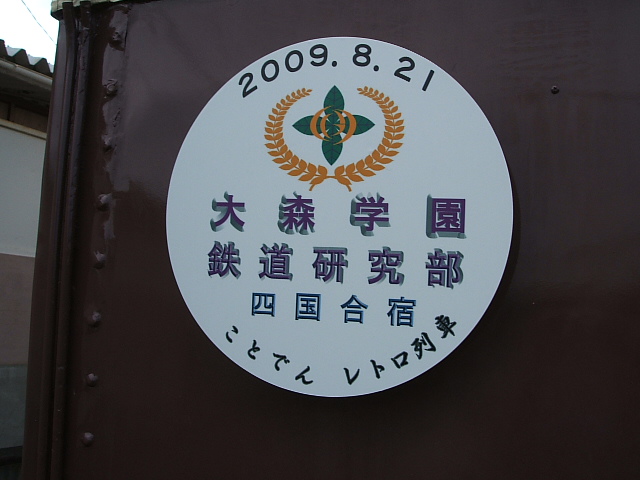 2009.8.21
大森学園
鉄道研究部
四国合宿
ことでん レトロ列車